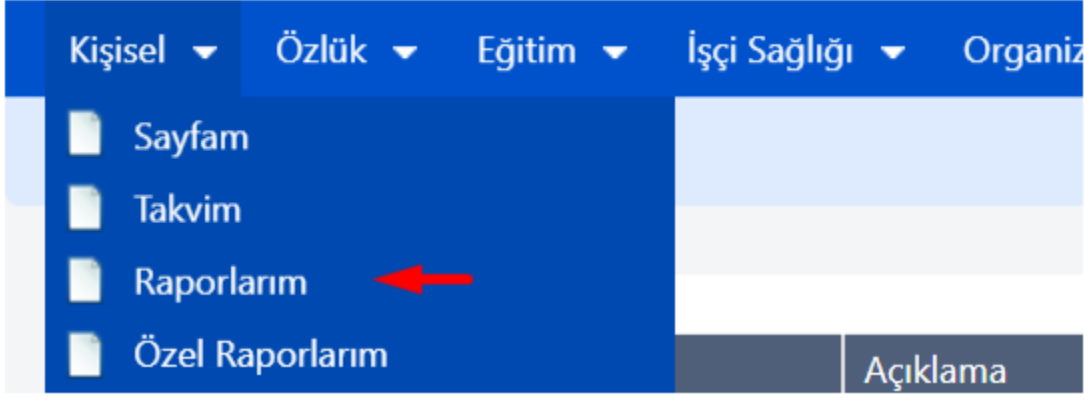 Kişisel Özlük Eğitim İşçi Sağlığı
Sayfam
Takvim
Raporlarım
Özel Raporlarım
Açıklama